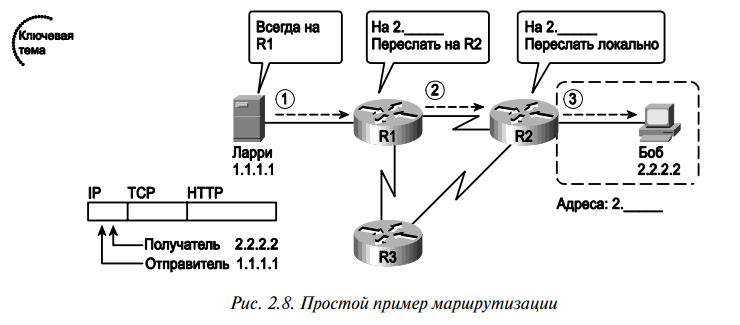 Ключевая
тема
Всегда на
R1
На 2._____
Переслать на R2
На 2._____
Переслать локально
1
2
3
R1
R2
Ларри
1.1.1.1
Боб
2.2.2.2
Адреса: 2._____
IP TCP HTTP
R3
Получатель 2.2.2.2
Отправитель 1.1.1.1
Рис. 2.8. Простой пример маршрутизации